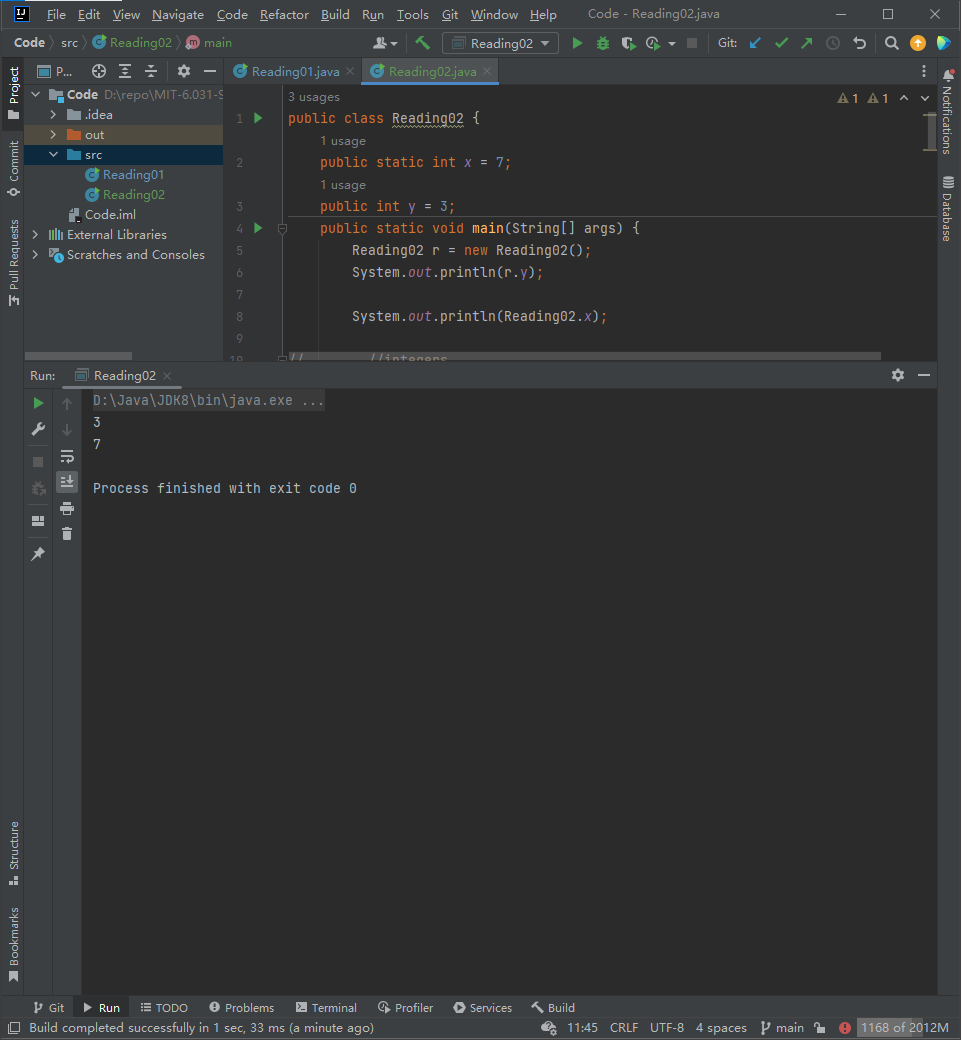 File Edit View Navigate Code Refactor Build Run Tools Git Window Help Code - Reading02.java
Code src Reading02 main Reading02 Git:
Project
P...
Reading01.java Reading02.java
Code D:\repo\MIT-6.031-S
.idea
out
src
Reading01
Reading02
Code.iml
External Libraries
Scratches and Consoles
Commit
Pull Requests
3 usages
1 1
1 public class Reading02 {
1 usage
2 public static int x = 7;
1 usage
3 public int y = 3;
4 public static void main(String[] args) {
5 Reading02 r = new Reading02();
6 System.out.println(r.y);
7
8 System.out.println(Reading02.x);
9
10 // //integers
Notifications
Database
Run: Reading02
D:\Java\JDK8\bin\java.exe ...
3
7
Process finished with exit code 0
Structure
Bookmarks
Git Run TODO Problems Terminal Profiler Services Build
Build completed successfully in 1 sec, 33 ms (a minute ago) 11:45 CRLF UTF-8 4 spaces main 1168 of 2012M